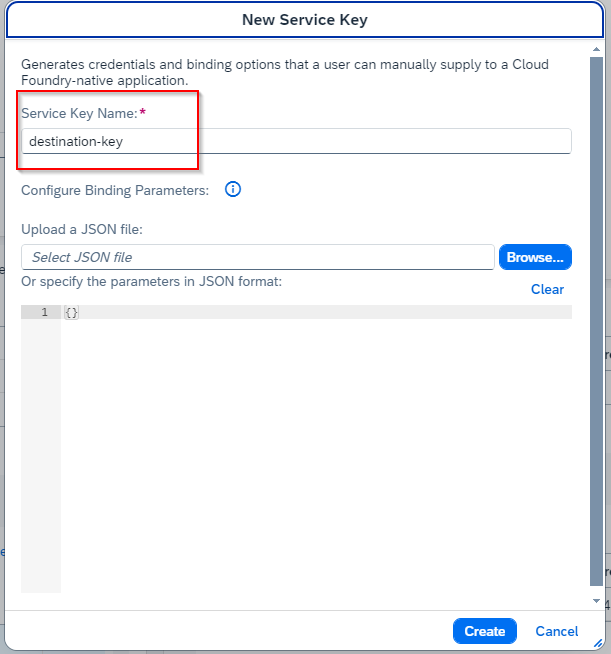 New Service Key
Generates credentials and binding options that a user can manually supply to a Cloud
Foundry-native application.
Service Key Name:*
destination-key
Configure Binding Parameters:
Upload a JSON file:
Select JSON file
Browse...
Or specify the parameters in JSON format:
Clear
1 {}
Create
Cancel